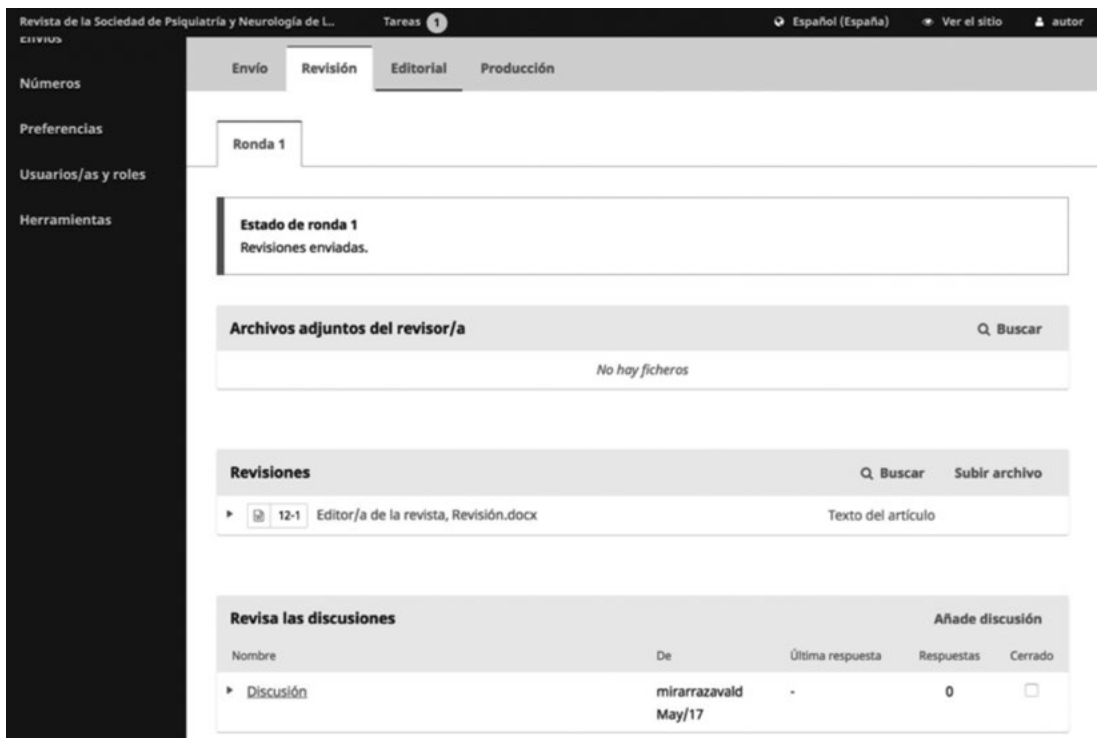 Revista de la Sociedad de Psiquiatría y Neurología de l... Tareas 1 Español (España) Ver el sitio autor
Envíos
Números
Preferencias
Usuarios/as y roles
Herramientas
Envío Revisión Editorial Producción
Ronda 1
Estado de ronda 1
Revisiones enviadas.
Archivos adjuntos del revisor/a Buscar
No hay ficheros
Revisiones Buscar Subir archivo
12-1 Editor/a de la revista, Revisión.docx Texto del artículo
Revisa las discusiones Añade discusión
Nombre De Última respuesta Respuestas Cerrado
Discusión mirarrazavald - 0
May/17